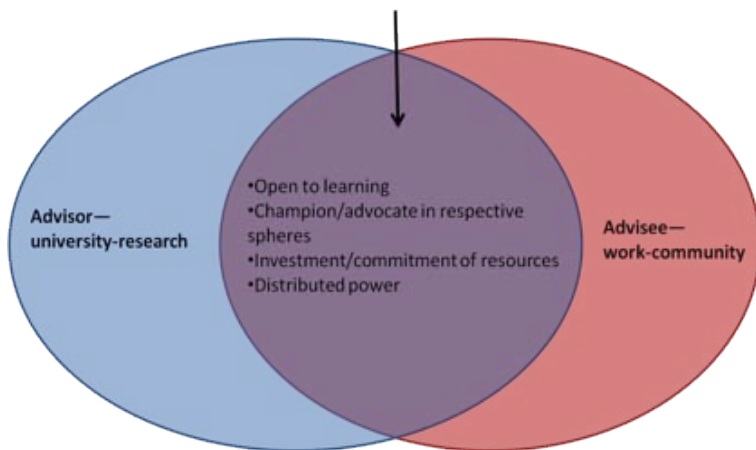 Advisor—
university-research
•Open to learning
•Champion/advocate in respective
spheres
•Investment/commitment of resources
•Distributed power
Advisee—
work-community